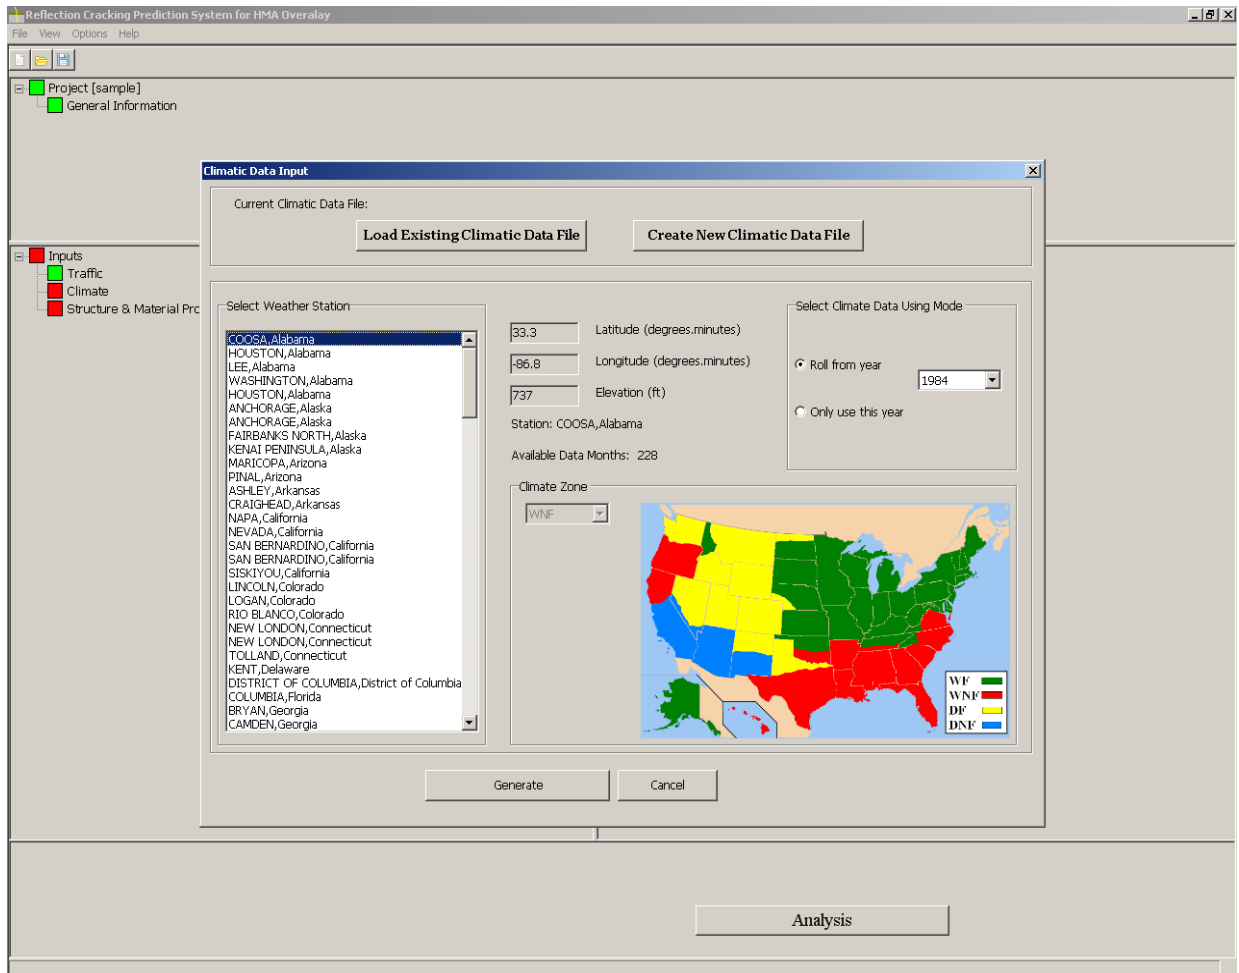 Reflection Cracking Prediction System for HMA Overalay
File View Options Help
Project [sample]
General Information
Climatic Data Input
Current Climatic Data File:
Load Existing Climatic Data File
Create New Climatic Data File
Inputs
Traffic
Climate
Structure & Material Pro
Select Weather Station
COOSA,Alabama
HOUSTON,Alabama
LEE,Alabama
WASHINGTON,Alabama
HOUSTON,Alabama
ANCHORAGE,Alaska
ANCHORAGE,Alaska
FAIRBANKS NORTH,Alaska
KENAI PENINSULA,Alaska
MARICOPA,Arizona
PINAL,Arizona
ASHLEY,Arkansas
CRAIGHEAD,Arkansas
NAPA,California
NEVADA,California
SAN BERNARDINO,California
SAN BERNARDINO,California
SISKIYOU,California
LINCOLN,Colorado
LOGAN,Colorado
RIO BLANCO,Colorado
NEW LONDON,Connecticut
NEW LONDON,Connecticut
TOLLAND,Connecticut
KENT,Delaware
DISTRICT OF COLUMBIA,District of Columbia
COLUMBIA,Florida
BRYAN,Georgia
CAMDEN,Georgia
33.3 Latitude (degrees.minutes)
-86.8 Longitude (degrees.minutes)
737 Elevation (ft)
Station: COOSA,Alabama
Available Data Months: 228
Select Climate Data Using Mode
Roll from year
1984
Only use this year
Climate Zone
WNF
WF
WNF
DF
DNF
Generate
Cancel
Analysis